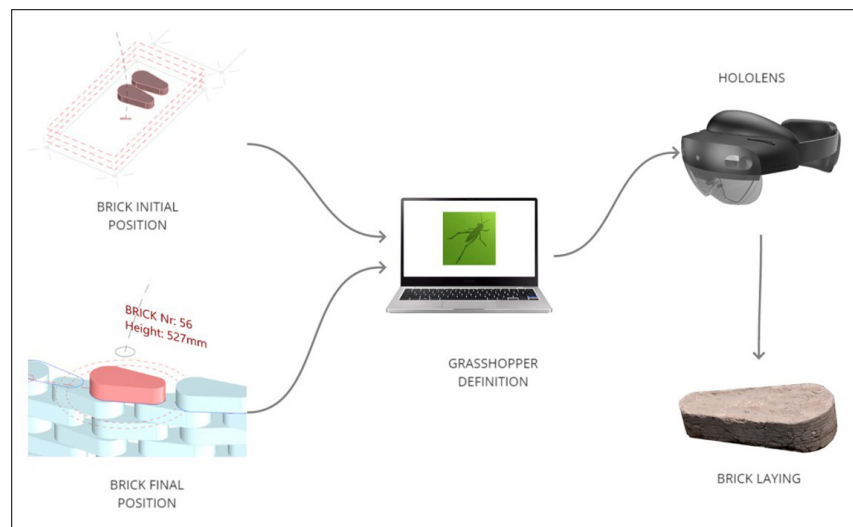 BRICK INITIAL
POSITION
BRICK Nr: 56
Height: 527mm
BRICK FINAL
POSITION
GRASSHOPPER
DEFINITION
HOLOLENS
BRICK LAYING